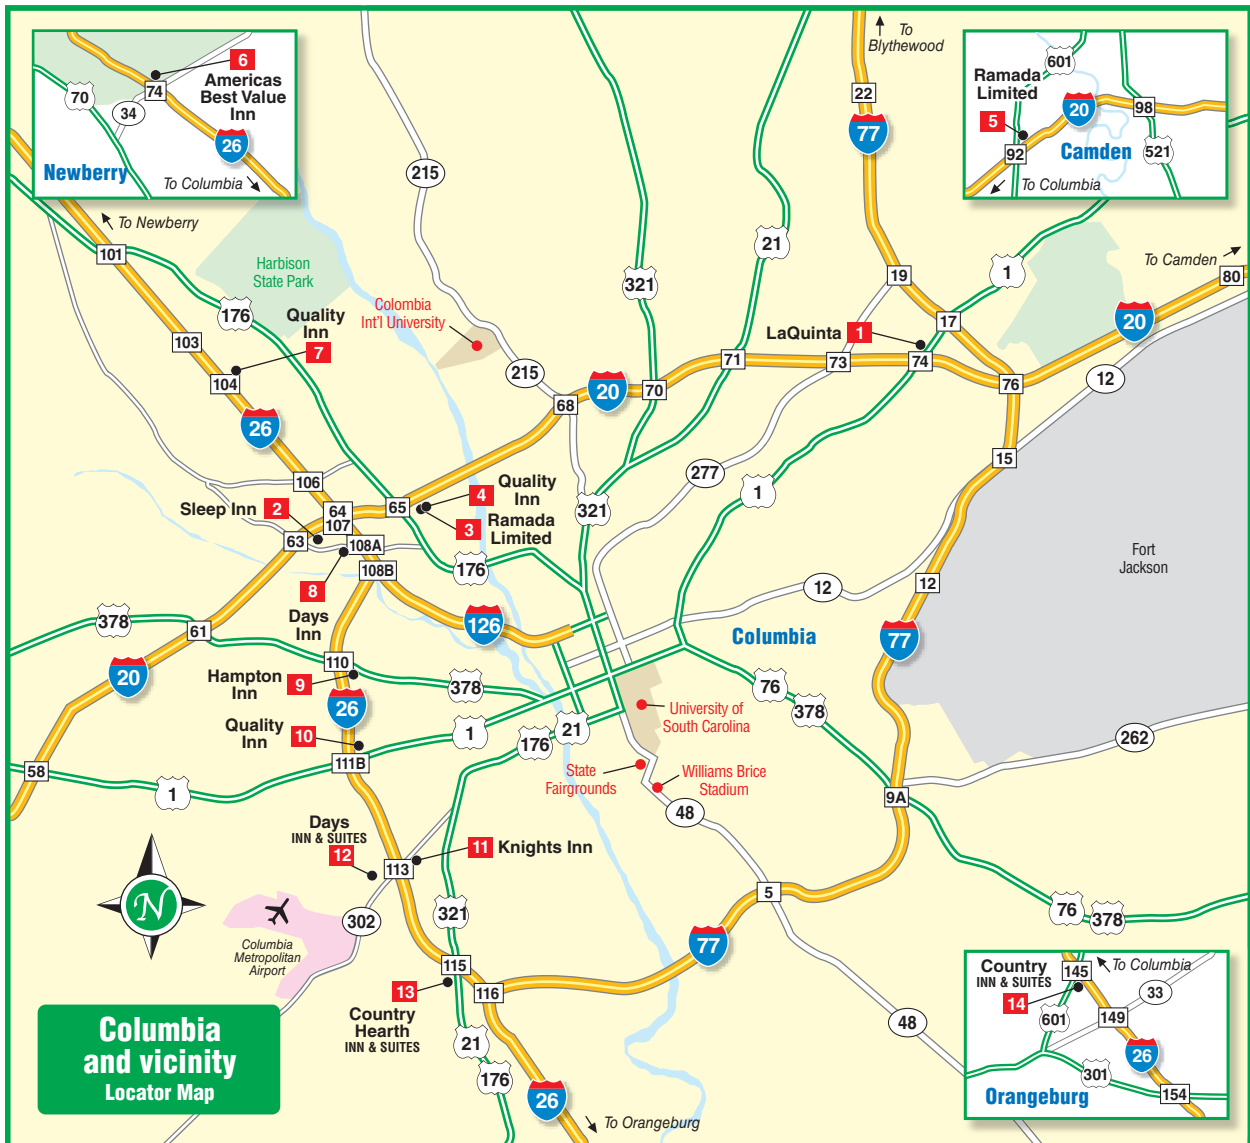 6
Americas
Best Value
Inn
74
70
34
26
Newberry
To Columbia
To
Blythewood
22
77
601
Ramada
Limited
5
20
98
92
521
Camden
To Columbia
215
21
321
To Newberry
101
Harbison
State Park
176
Colombia
Int'l University
Quality
Inn
7
103
104
26
19
1
To Camden
80
17
20
LaQuinta
1
71
73
74
76
12
215
20
70
68
15
277
1
321
106
Quality
Inn
4
Sleep Inn
2
64
107
65
3
Ramada
Limited
63
108A
108B
176
8
Days
Inn
126
12
12
Fort
Jackson
Columbia
77
378
61
20
110
Hampton
Inn
9
378
26
76
378
University of
South Carolina
Quality
Inn
10
1
176
21
262
111B
58
1
State
Fairgrounds
Williams Brice
Stadium
48
9A
Days
INN & SUITES
12
11
Knights Inn
113
5
N
302
321
76
378
Columbia
Metropolitan
Airport
77
115
13
116
Country
Hearth
INN & SUITES
21
176
48
26
To Orangeburg
Columbia
and vicinity
Locator Map
Country
INN & SUITES
14
145
To Columbia
33
601
149
26
301
Orangeburg
154